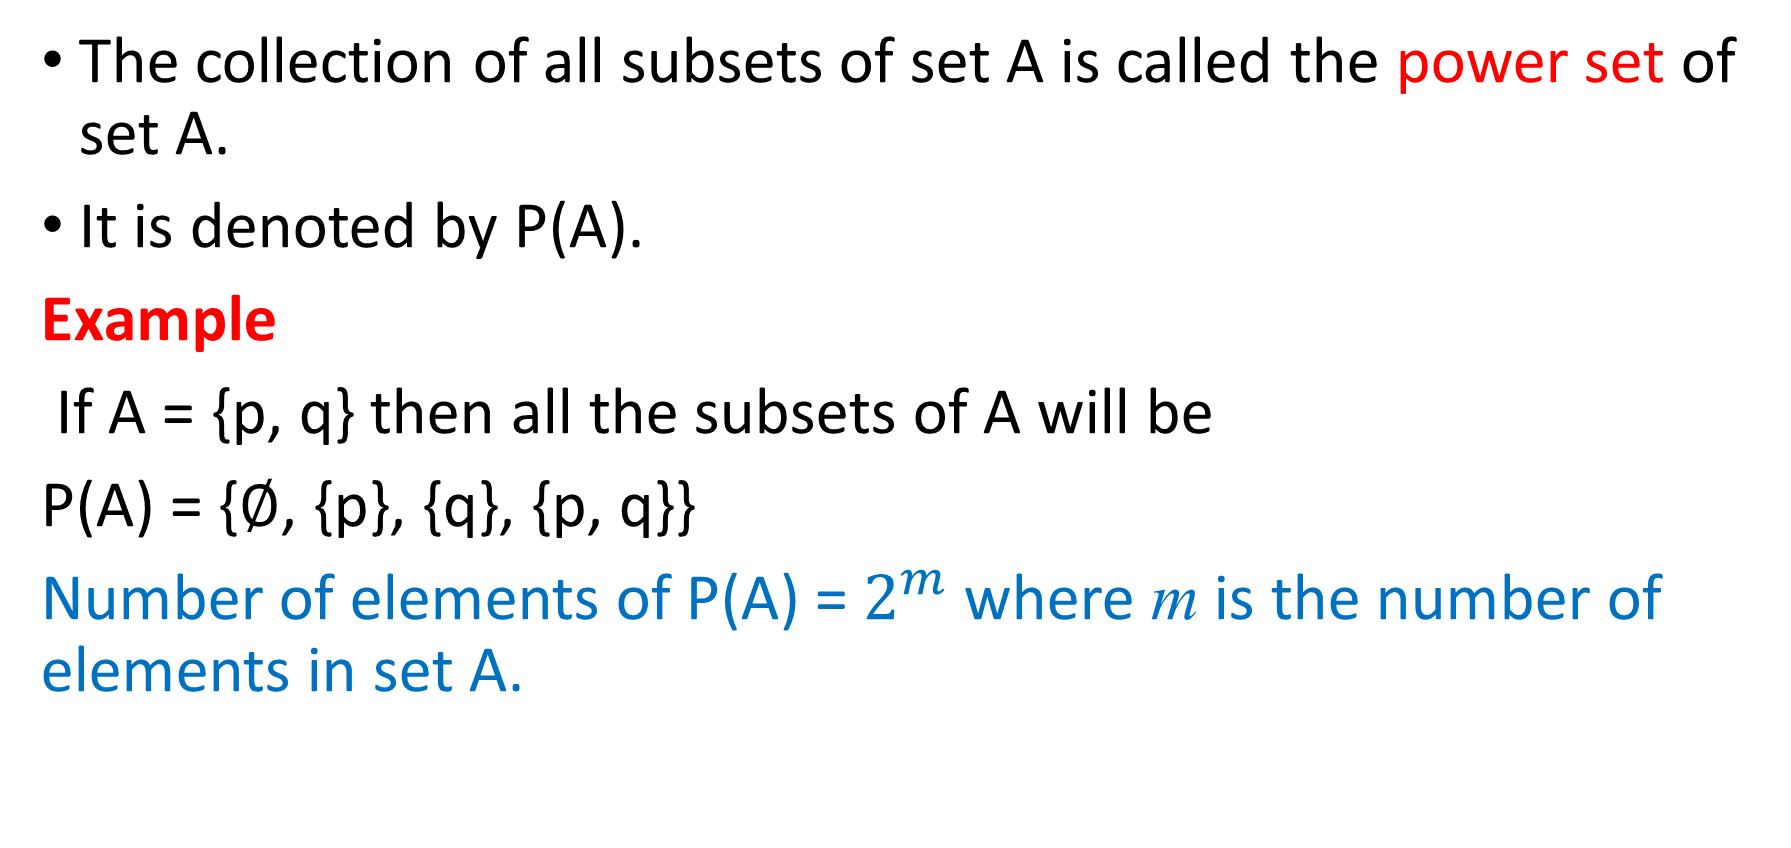 • The collection of all subsets of set A is called the power set of
set A.
• It is denoted by P(A).
Example
If A = {p, q} then all the subsets of A will be
P(A) = {∅, {p}, {q}, {p, q}}
Number of elements of P(A) = 2^m where m is the number of
elements in set A.